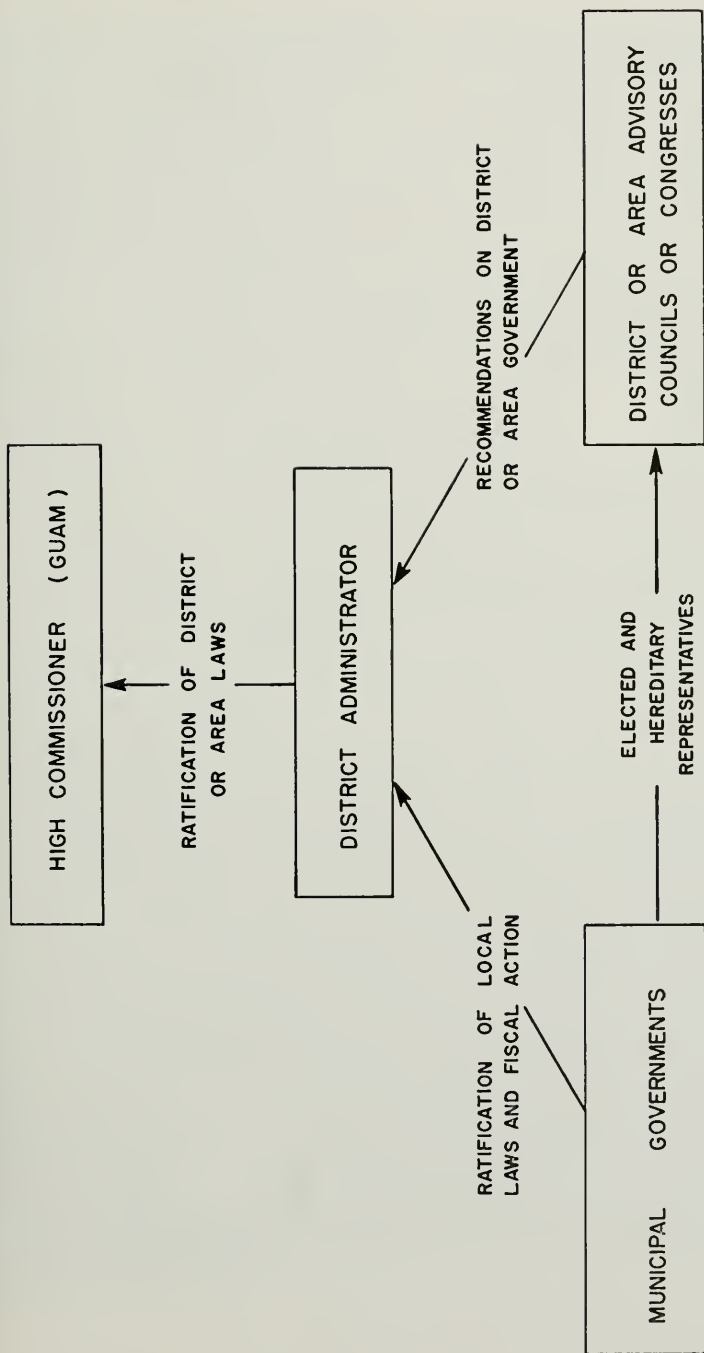 HIGH COMMISSIONER (GUAM)
RATIFICATION OF DISTRICT
OR AREA LAWS
DISTRICT ADMINISTRATOR
RATIFICATION OF LOCAL
LAWS AND FISCAL ACTION
RECOMMENDATIONS ON DISTRICT
OR AREA GOVERNMENT
MUNICIPAL GOVERNMENTS
ELECTED AND
HEREDITARY
REPRESENTATIVES
DISTRICT OR AREA ADVISORY
COUNCILS OR CONGRESSES